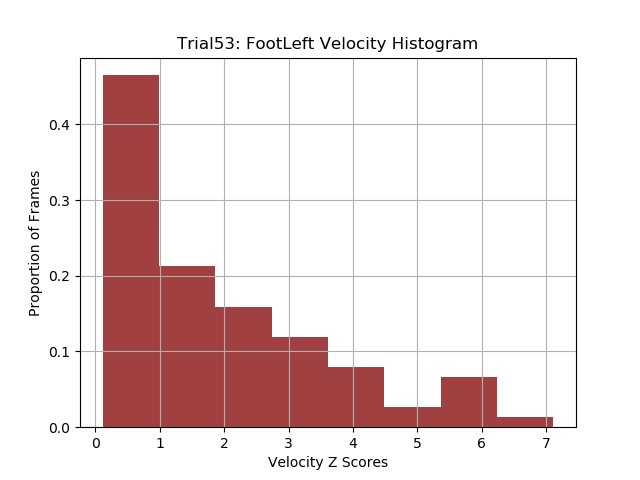 Trial53: FootLeft Velocity Histogram
Proportion of Frames
0.4
0.3
0.2
0.1
0.0
0 1 2 3 4 5 6 7
Velocity Z Scores